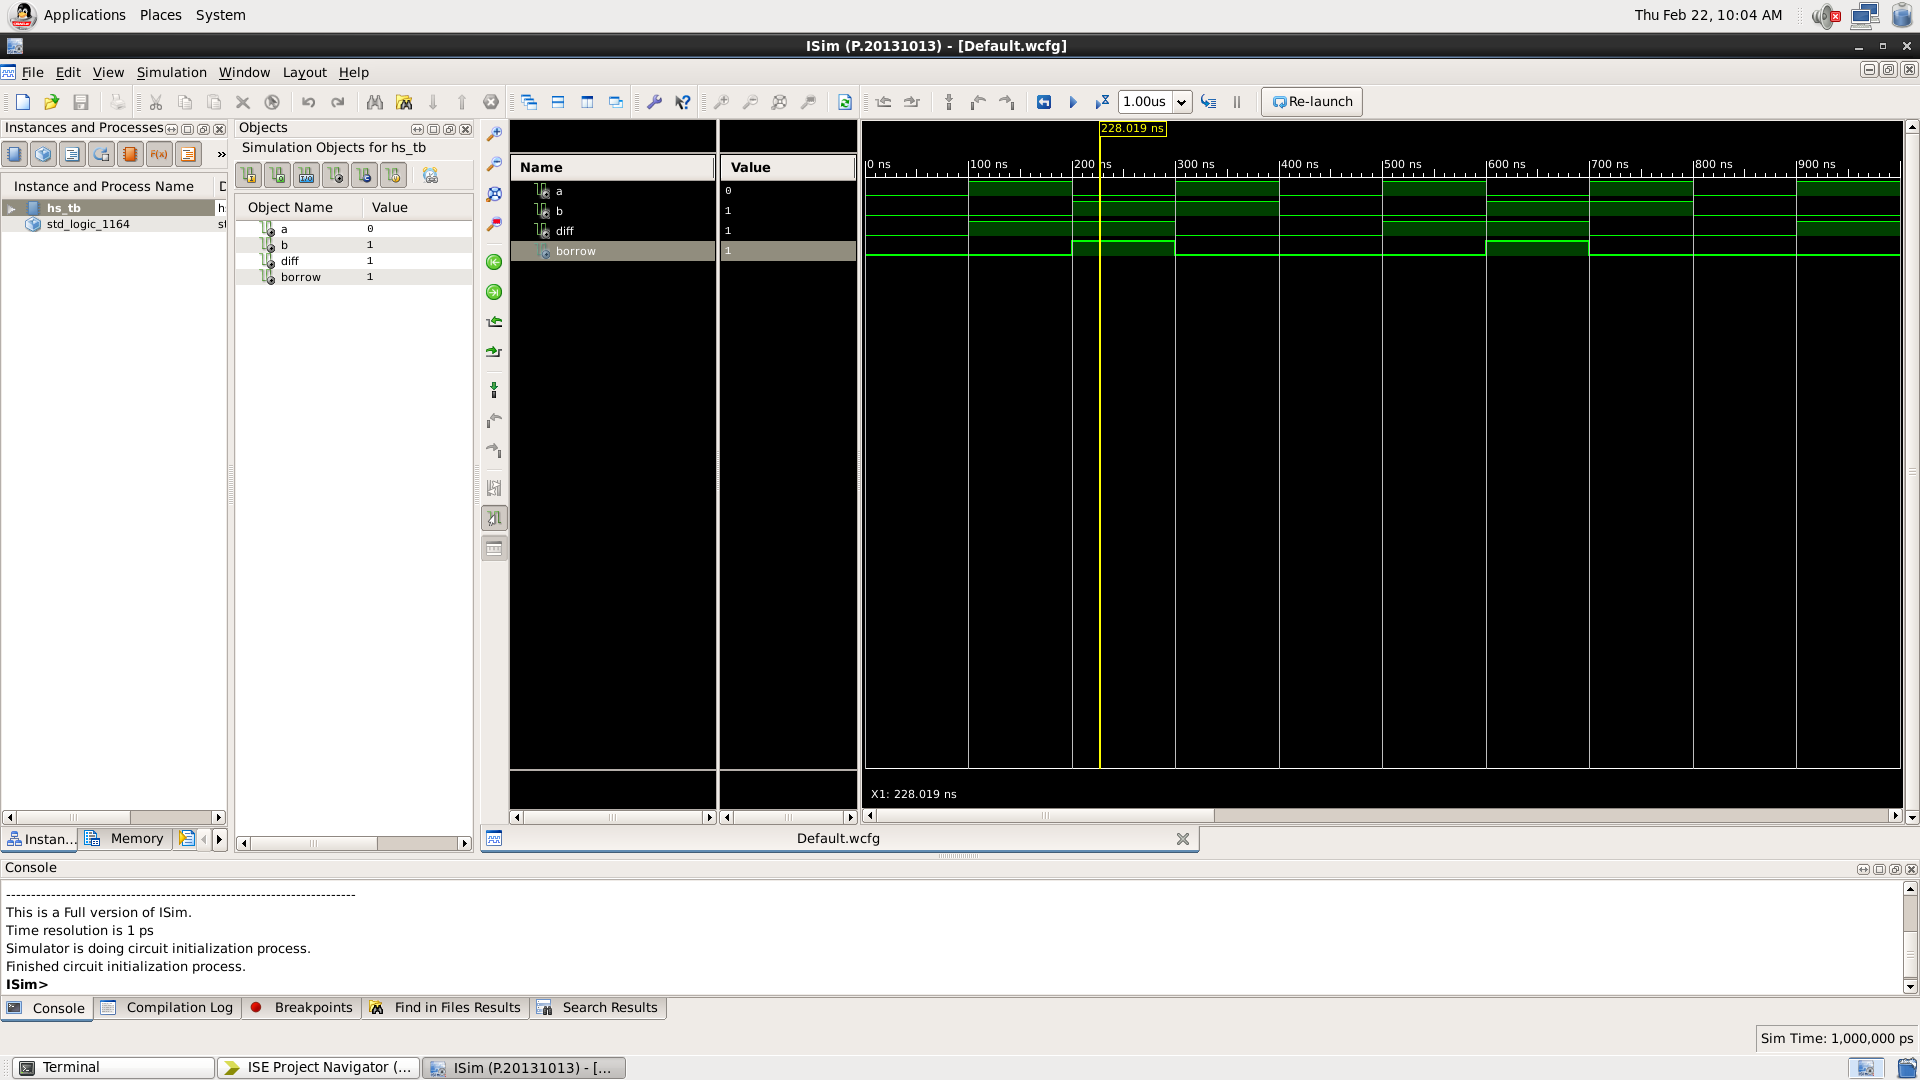 Applications Places System Thu Feb 22, 10:04 AM
ISim (P.20131013) - [Default.wcfg]
File Edit View Simulation Window Layout Help
1.00us Re-launch
Instances and Processes
Objects
Simulation Objects for hs_tb
»
Instance and Process Name D
hs_tb h
std_logic_1164 st
Object Name Value
a 0
b 1
diff 1
borrow 1
Name Value
a 0
b 1
diff 1
borrow 1
228.019 ns
0 ns 100 ns 200 ns 300 ns 400 ns 500 ns 600 ns 700 ns 800 ns 900 ns
X1: 228.019 ns
Instan... Memory
Default.wcfg
Console
----------------------------------------------------------------------
This is a Full version of ISim.
Time resolution is 1 ps
Simulator is doing circuit initialization process.
Finished circuit initialization process.
ISim>
Console Compilation Log Breakpoints Find in Files Results Search Results
Sim Time: 1,000,000 ps
Terminal ISE Project Navigator (... ISim (P.20131013) - [...